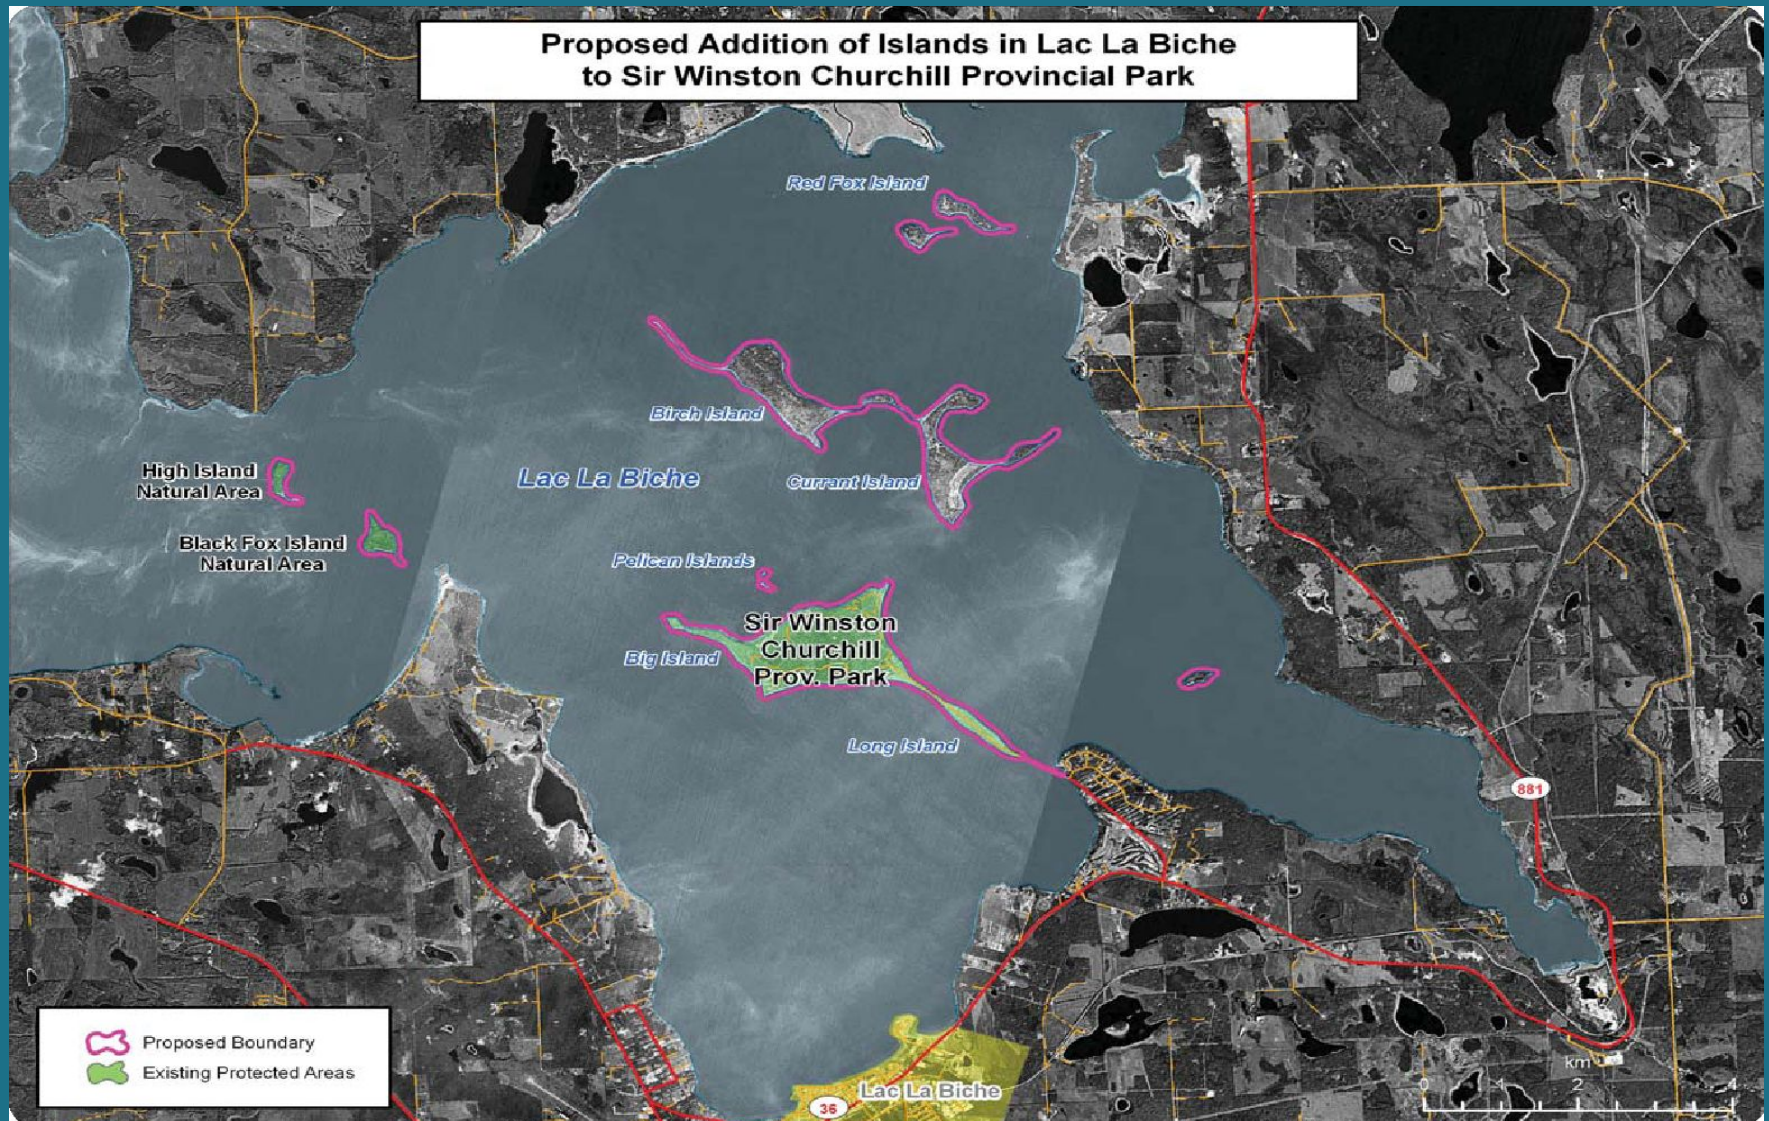 Proposed Addition of Islands in Lac La Biche
to Sir Winston Churchill Provincial Park
Red Fox Island
Birch Island
High Island
Natural Area
Lac La Biche
Currant Island
Black Fox Island
Natural Area
Pelican Islands
Sir Winston
Churchill
Prov. Park
Big Island
Long Island
881
Proposed Boundary
Existing Protected Areas
km
0 1 2 4
Lac La Biche
36